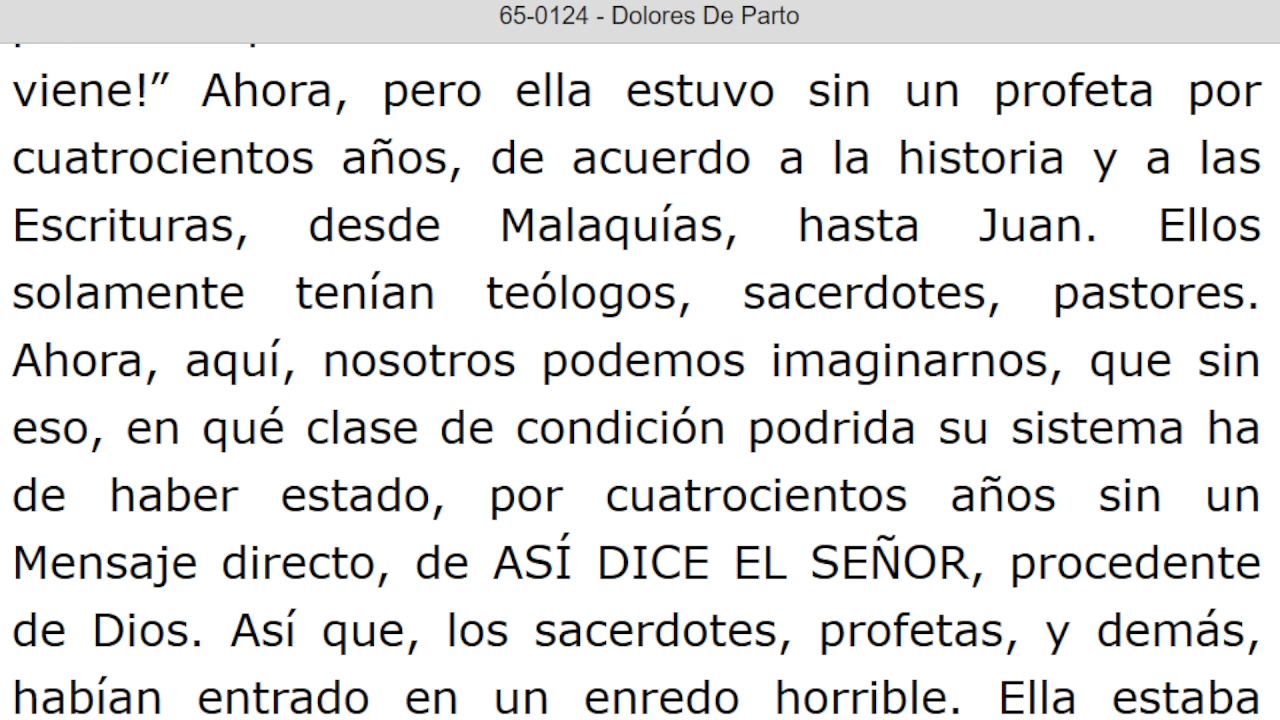 65-0124 - Dolores De Parto
viene!” Ahora, pero ella estuvo sin un profeta por
cuatrocientos años, de acuerdo a la historia y a las
Escrituras, desde Malaquías, hasta Juan. Ellos
solamente tenían teólogos, sacerdotes, pastores.
Ahora, aquí, nosotros podemos imaginarnos, que sin
eso, en qué clase de condición podrida su sistema ha
de haber estado, por cuatrocientos años sin un
Mensaje directo, de ASÍ DICE EL SEÑOR, procedente
de Dios. Así que, los sacerdotes, profetas, y demás,
habían entrado en un enredo horrible. Ella estaba